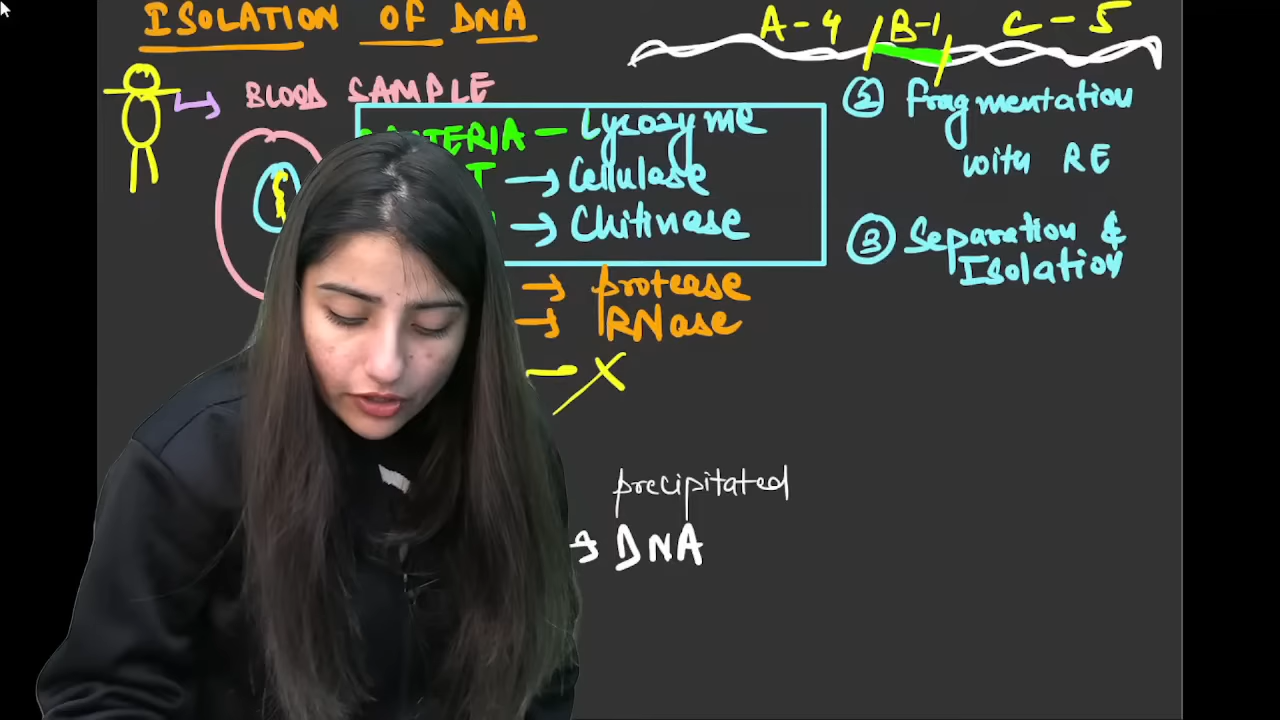 ISOLATION OF DNA
A-4 B-1 C-5
BLOOD SAMPLE
BACTERIA - Lysozyme
T → Cellulase
→ Chitinase
→ protease
→ RNase
- X
precipitated
→ DNA
② Fragmentation
with RE
③ Separation &
Isolation